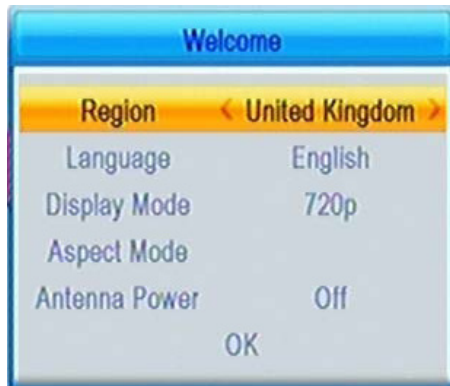 Welcome
Region < United Kingdom >
Language English
Display Mode 720p
Aspect Mode
Antenna Power Off
OK